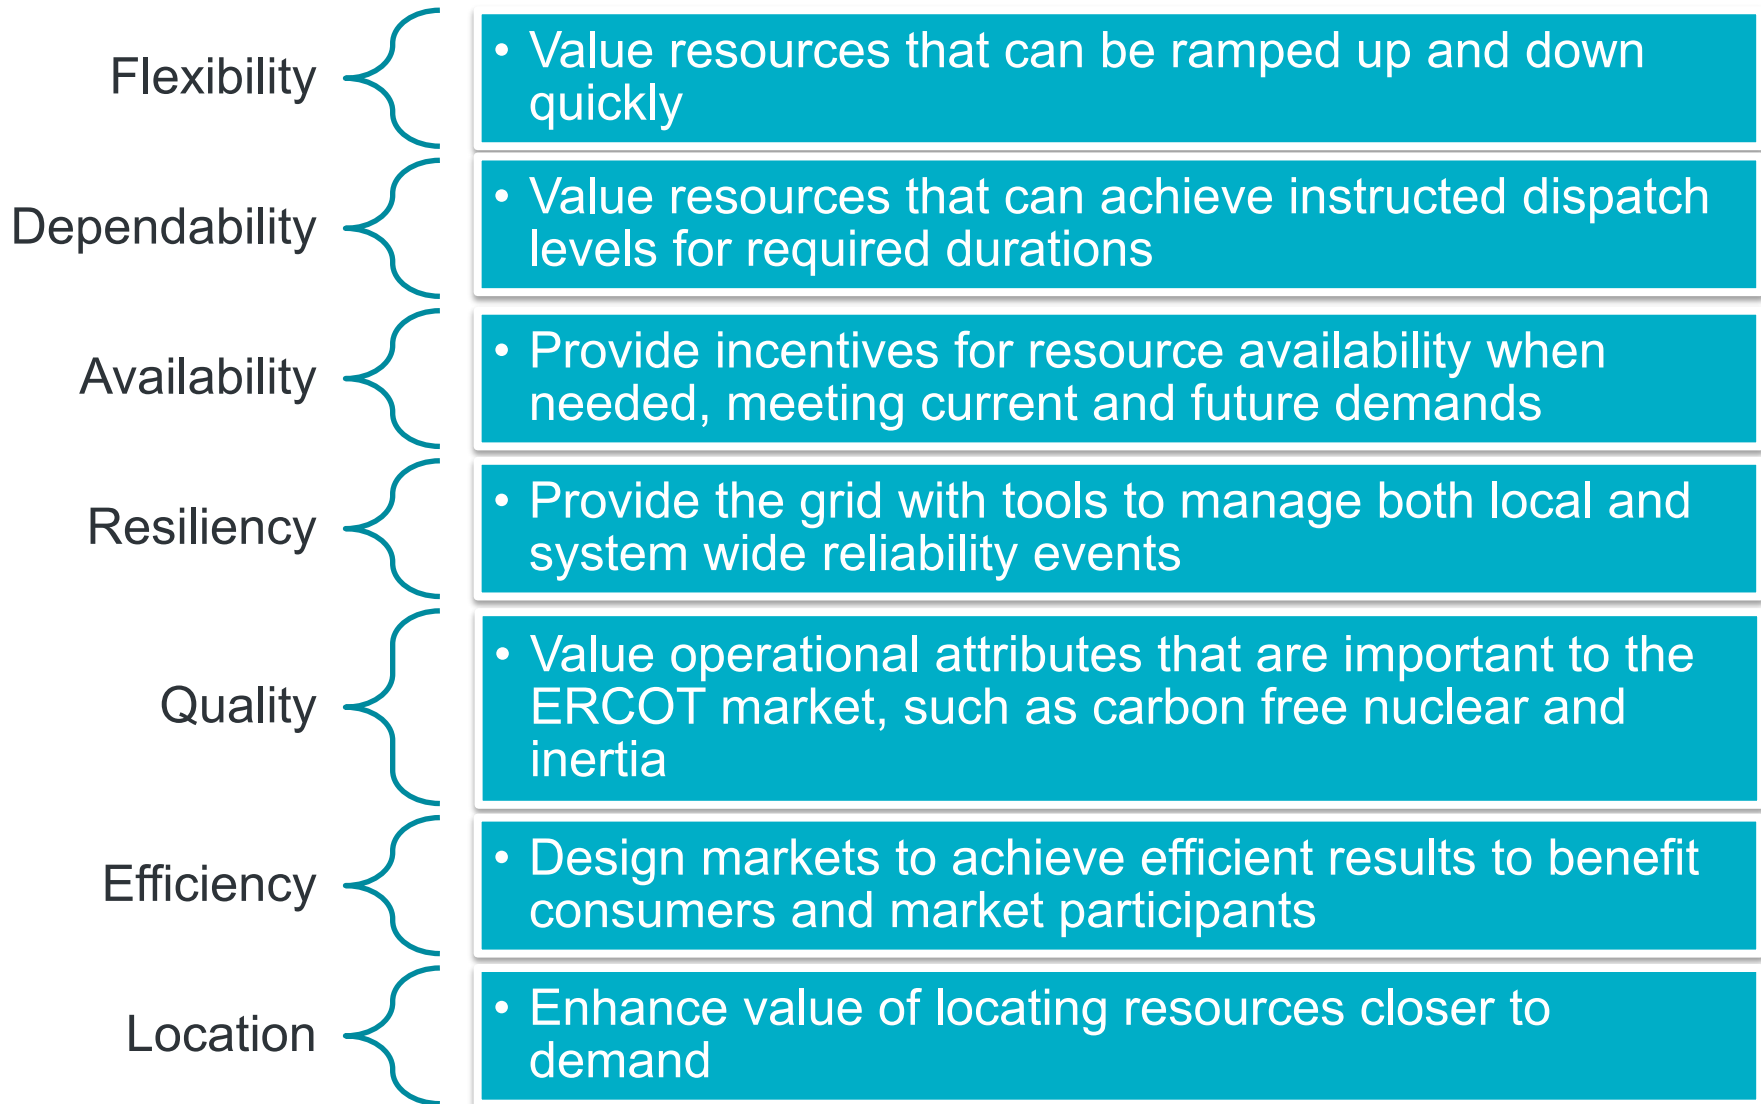 Flexibility
• Value resources that can be ramped up and down
quickly
Dependability
• Value resources that can achieve instructed dispatch
levels for required durations
Availability
• Provide incentives for resource availability when
needed, meeting current and future demands
Resiliency
• Provide the grid with tools to manage both local and
system wide reliability events
Quality
• Value operational attributes that are important to the
ERCOT market, such as carbon free nuclear and
inertia
Efficiency
• Design markets to achieve efficient results to benefit
consumers and market participants
Location
• Enhance value of locating resources closer to
demand